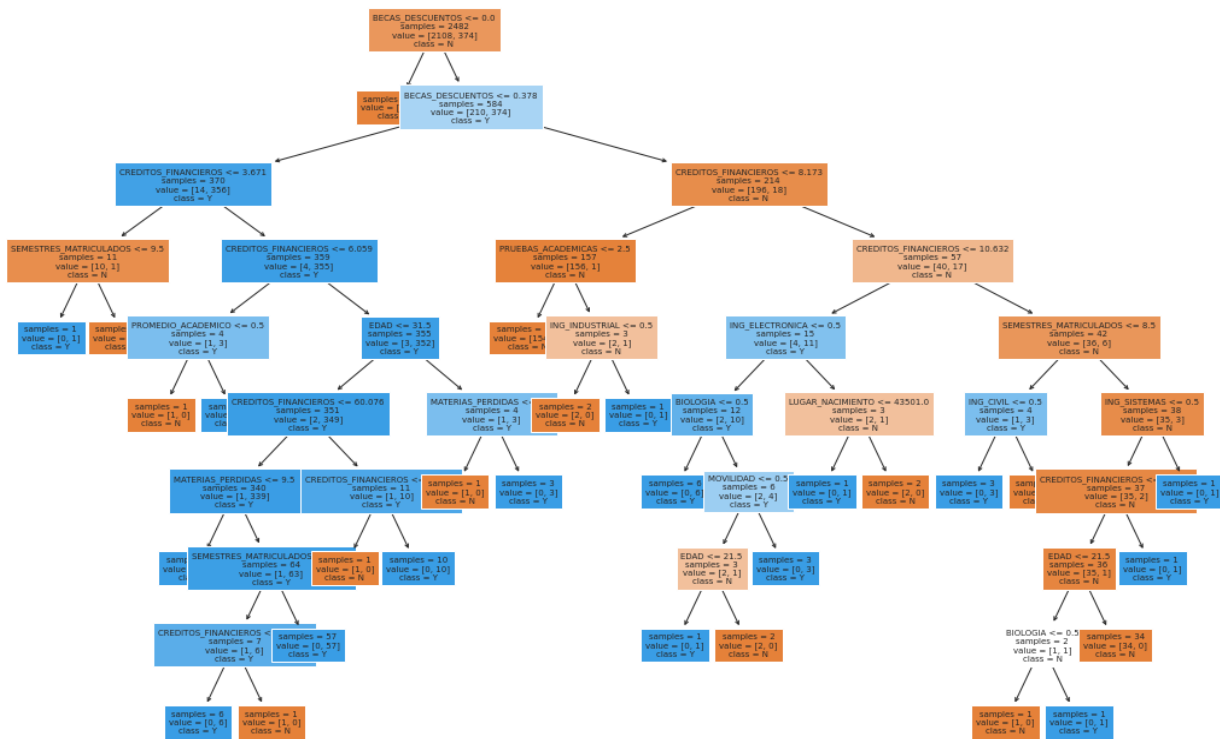 BECAS_DESCUENTOS <= 0.0
samples = 2482
value = [2108, 374]
class = N
samples
value = [
class
BECAS_DESCUENTOS <= 0.378
samples = 584
value = [210, 374]
class = Y
CREDITOS_FINANCIEROS <= 3.671
samples = 370
value = [14, 356]
class = Y
CREDITOS_FINANCIEROS <= 8.173
samples = 214
value = [196, 18]
class = N
SEMESTRES_MATRICULADOS <= 9.5
samples = 11
value = [10, 1]
class = N
CREDITOS_FINANCIEROS <= 6.059
samples = 359
value = [4, 355]
class = Y
PRUEBAS_ACADEMICAS <= 2.5
samples = 157
value = [156, 1]
class = N
CREDITOS_FINANCIEROS <= 10.632
samples = 57
value = [40, 17]
class = N
samples = 1
value = [0, 1]
class = Y
PROMEDIO_ACADEMICO <= 0.5
samples = 4
value = [1, 3]
class = Y
EDAD <= 31.5
samples = 355
value = [3, 352]
class = Y
samples =
ING_INDUSTRIAL <= 0.5
samples = 3
value = [2, 1]
class = N
ING_ELECTRONICA <= 0.5
samples = 15
value = [4, 11]
class = Y
SEMESTRES_MATRICULADOS <= 8.5
samples = 42
value = [36, 6]
class = N
samples = 1
value = [1, 0]
class = N
CREDITOS_FINANCIEROS <= 60.076
samples = 351
value = [2, 349]
class = Y
MATERIAS_PERDIDAS <
samples = 4
value = [1, 3]
class = Y
samples = 2
value = [2, 0]
class = N
samples = 1
value = [0, 1]
class = Y
BIOLOGIA <= 0.5
samples = 12
value = [2, 10]
class = Y
LUGAR_NACIMIENTO <= 43501.0
samples = 3
value = [2, 1]
class = N
ING_CIVIL <= 0.5
samples = 4
value = [1, 3]
class = Y
ING_SISTEMAS <= 0.5
samples = 38
value = [35, 3]
class = N
MATERIAS_PERDIDAS <= 9.5
samples = 340
value = [1, 339]
class = Y
CREDITOS_FINANCIEROS <
samples = 11
value = [1, 10]
class = Y
samples = 1
value = [1, 0]
class = N
samples = 3
value = [0, 3]
class = Y
samples = 6
value = [0, 6]
class = Y
MOVILIDAD <= 0.5
samples = 6
value = [2, 4]
class = Y
samples = 1
value = [0, 1]
class = Y
samples = 2
value = [2, 0]
class = N
samples = 3
value = [0, 3]
class = Y
CREDITOS_FINANCIEROS <
samples = 37
value = [35, 2]
class = N
samples = 1
value = [0, 1]
class = Y
SEMESTRES_MATRICULADOS
samples = 64
value = [1, 63]
class = Y
samples = 1
value = [1, 0]
class = N
samples = 10
value = [0, 10]
class = Y
EDAD <= 21.5
samples = 3
value = [2, 1]
class = N
samples = 3
value = [0, 3]
class = Y
EDAD <= 21.5
samples = 36
value = [35, 1]
class = N
samples = 1
value = [0, 1]
class = Y
CREDITOS_FINANCIEROS <
samples = 7
value = [1, 6]
class = Y
samples = 57
value = [0, 57]
class = Y
samples = 1
value = [0, 1]
class = Y
samples = 2
value = [2, 0]
class = N
BIOLOGIA <= 0.5
samples = 2
value = [1, 1]
class = N
samples = 34
value = [34, 0]
class = N
samples = 6
value = [0, 6]
class = Y
samples = 1
value = [1, 0]
class = N
samples = 1
value = [1, 0]
class = N
samples = 1
value = [0, 1]
class = Y